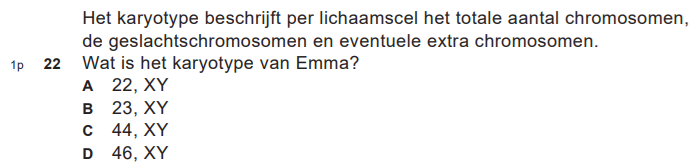 Het karyotype beschrijft per lichaamscel het totale aantal chromosomen,
de geslachtschromosomen en eventuele extra chromosomen.
1p 22 Wat is het karyotype van Emma?
A 22, XY
B 23, XY
C 44, XY
D 46, XY